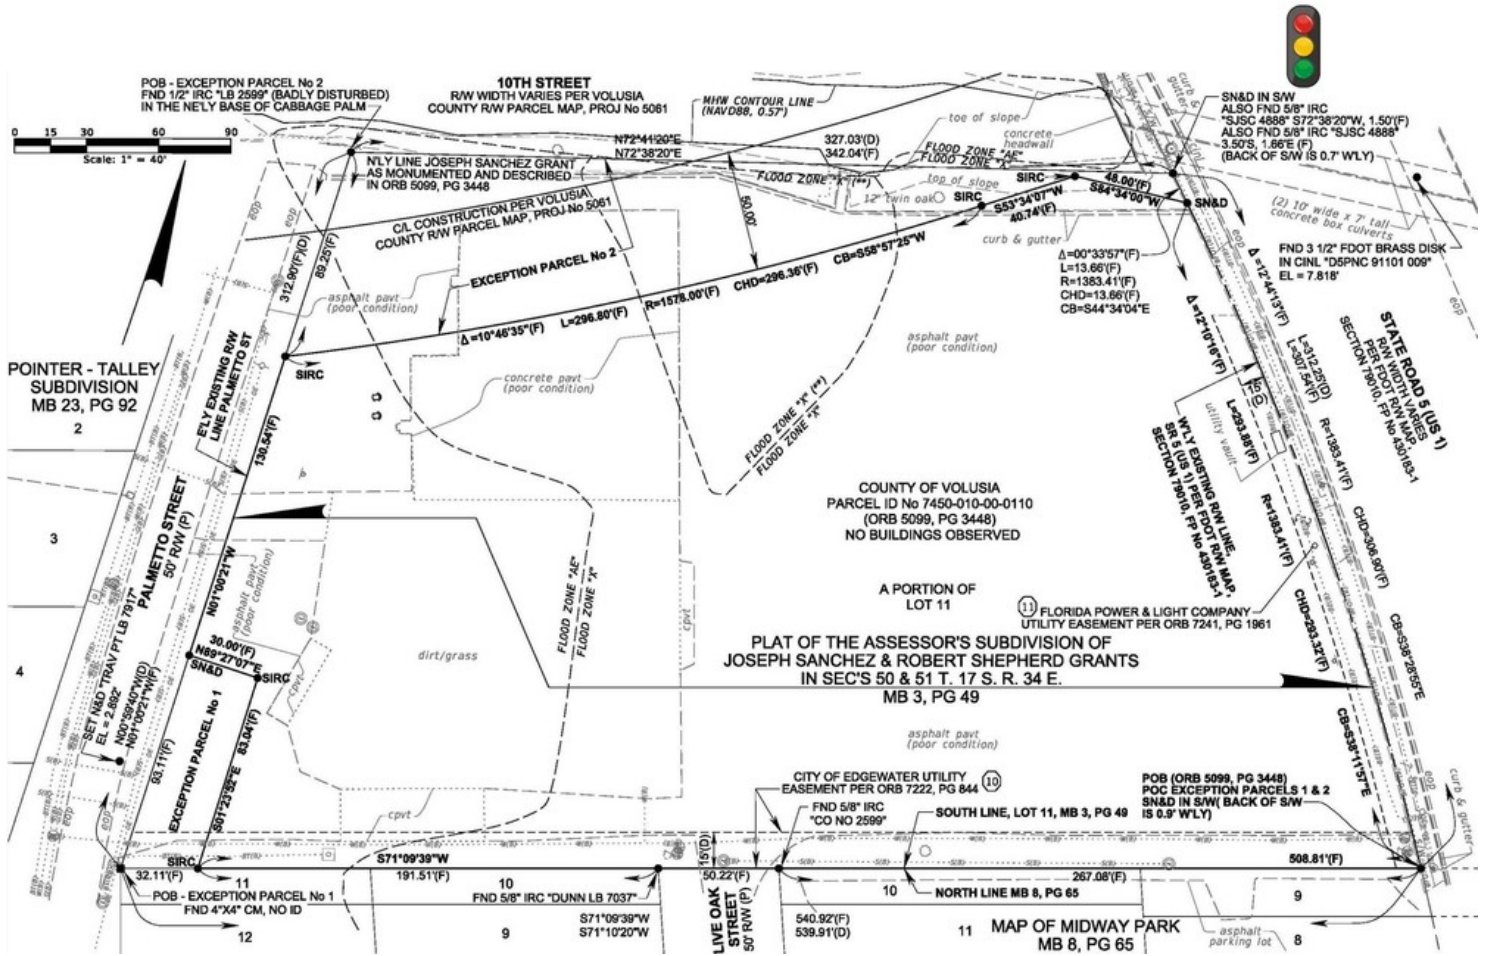 POB - EXCEPTION PARCEL No 2
FND 1/2" IRC "LB 2599" (BADLY DISTURBED)
IN THE NE'LY BASE OF CABBAGE PALM
10TH STREET
R/W WIDTH VARIES PER VOLUSIA
COUNTY R/W PARCEL MAP, PROJ No 5061
MHW CONTOUR LINE
(NAVD88, 0.57')
curb &
gutter
SN&D IN S/W
ALSO FND 5/8" IRC
"SJSC 4888" S72°38'20"W, 1.50'(F)
ALSO FND 5/8" IRC "SJSC 4888"
3.50'S, 1.66'E (F)
(BACK OF S/W IS 0.7' W'LY)
0 15 30 60 90
Scale: 1" = 40'
N72°41'20"E
N72°38'20"E
327.03'(D)
342.04'(F)
toe of slope
concrete
headwall
N'LY LINE JOSEPH SANCHEZ GRANT
AS MONUMENTED AND DESCRIBED
IN ORB 5099, PG 3448
FLOOD ZONE "AE"
FLOOD ZONE "X"
FLOOD ZONE "X" (**)
top of slope
SIRC
48.00'(F)
S84°34'00"W
12" twin oak
SIRC
S53°34'07"W
40.74'(F)
SN&D
C/L CONSTRUCTION PER VOLUSIA
COUNTY R/W PARCEL MAP, PROJ No 5061
50.00'
curb & gutter
(2) 10' wide x 7' tall
concrete box culverts
FND 3 1/2" FDOT BRASS DISK
IN CINL "D5PNC 91101 009"
EL = 7.818'
eop
eop
eop
eop
312.90'(F)(D)
89.25'(F)
EXCEPTION PARCEL No 2
CB=S58°57'25"W
CHD=296.36'(F)
R=1578.00'(F)
L=296.80'(F)
Δ=10°46'35"(F)
Δ=00°33'57"(F)
L=13.66'(F)
R=1383.41'(F)
CHD=13.66'(F)
CB=S44°34'04"E
Δ=12°44'13"(F)
Δ=12°10'16"(F)
asphalt pavt
(poor condition)
asphalt pavt
(poor condition)
L=312.25'(D)
L=307.54'(F)
R=1383.41'(F)
CHD=306.90'(F)
CB=S38°28'55"E
STATE ROAD 5 (US 1)
R/W WIDTH VARIES
PER FDOT R/W MAP,
SECTION 79010, FP No 430183-1
POINTER - TALLEY
SUBDIVISION
MB 23, PG 92
E'LY EXISTING R/W
LINE PALMETTO ST
SIRC
concrete pavt
(poor condition)
FLOOD ZONE "X" (**)
FLOOD ZONE "X"
utility vault
L=293.88'(F)
R=1383.41'(F)
CHD=293.32'(F)
CB=S38°11'57"E
W'LY EXISTING R/W LINE,
SR 5 (US 1) PER FDOT R/W MAP,
SECTION 79010, FP No 430183-1
2
130.54'(F)
N01°00'21"W
COUNTY OF VOLUSIA
PARCEL ID No 7450-010-00-0110
(ORB 5099, PG 3448)
NO BUILDINGS OBSERVED
3
PALMETTO STREET
50' R/W (P)
asphalt pavt
(poor condition)
FLOOD ZONE "AE"
FLOOD ZONE "X"
A PORTION OF
LOT 11
11
FLORIDA POWER & LIGHT COMPANY
UTILITY EASEMENT PER ORB 7241, PG 1961
cpvt
4
30.00'(F)
N89°27'07"E
SN&D
SIRC
cpvt
dirt/grass
PLAT OF THE ASSESSOR'S SUBDIVISION OF
JOSEPH SANCHEZ & ROBERT SHEPHERD GRANTS
IN SEC'S 50 & 51 T. 17 S. R. 34 E.
MB 3, PG 49
SET N&D "TRAV PT LB 7917"
EL = 2.892'
N00°59'40"W(D)
N01°00'21"W(F)
93.11'(F)
EXCEPTION PARCEL No 1
S01°23'52"E 83.04'(F)
asphalt pavt
(poor condition)
CITY OF EDGEWATER UTILITY
EASEMENT PER ORB 7222, PG 844
10
POB (ORB 5099, PG 3448)
POC EXCEPTION PARCELS 1 & 2
SN&D IN S/W( BACK OF S/W
IS 0.9' W'LY)
eop
curb &
gutter
eop
cpvt
FND 5/8" IRC
"CO NO 2599"
SOUTH LINE, LOT 11, MB 3, PG 49
SIRC
S71°09'39"W
15'(D)
508.81'(F)
32.11'(F)
11
191.51'(F)
10
50.22'(F)
267.08'(F)
10
NORTH LINE MB 8, PG 65
9
POB - EXCEPTION PARCEL No 1
FND 4"X4" CM, NO ID
FND 5/8" IRC "DUNN LB 7037"
S71°09'39"W
S71°10'20"W
LIVE OAK
STREET
50' R/W (P)
540.92'(F)
539.91'(D)
12
9
11
MAP OF MIDWAY PARK
MB 8, PG 65
asphalt
parking lot
8